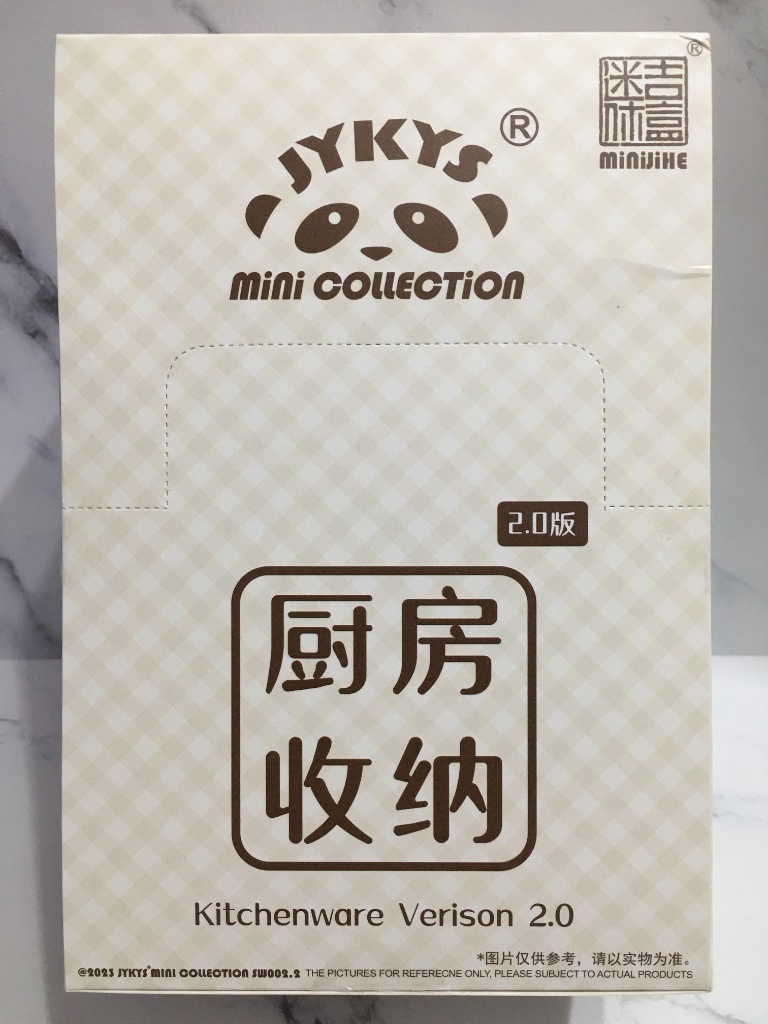 JYKYS®
MiNi COLLECTiON
迷吉
你盒
®
MiNiJiHE
2.0版
厨房
收纳
Kitchenware Verison 2.0
*图片仅供参考，请以实物为准。
@2023 JYKYS®MINI COLLECTION SW002.2 THE PICTURES FOR REFERECNE ONLY, PLEASE SUBJECT TO ACTUAL PRODUCTS